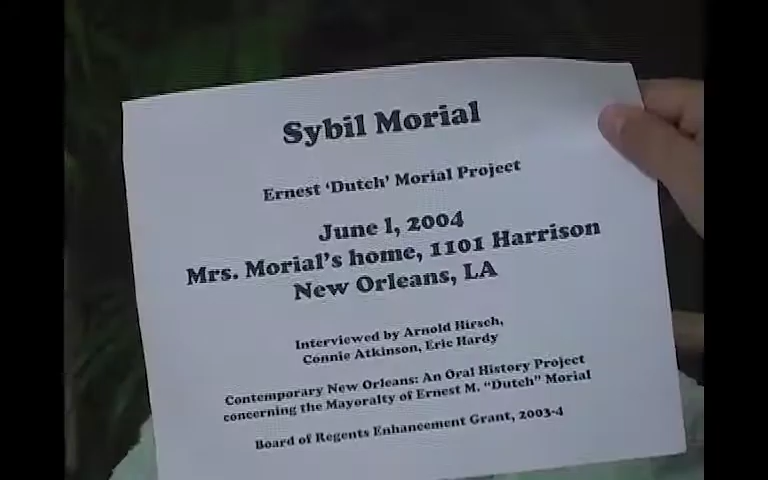 Sybil Morial
Ernest ‘Dutch’ Morial Project
June 1, 2004
Mrs. Morial’s home, 1101 Harrison
New Orleans, LA
Interviewed by Arnold Hirsch,
Connie Atkinson, Eric Hardy
Contemporary New Orleans: An Oral History Project
concerning the Mayoralty of Ernest M. “Dutch” Morial
Board of Regents Enhancement Grant, 2003-4